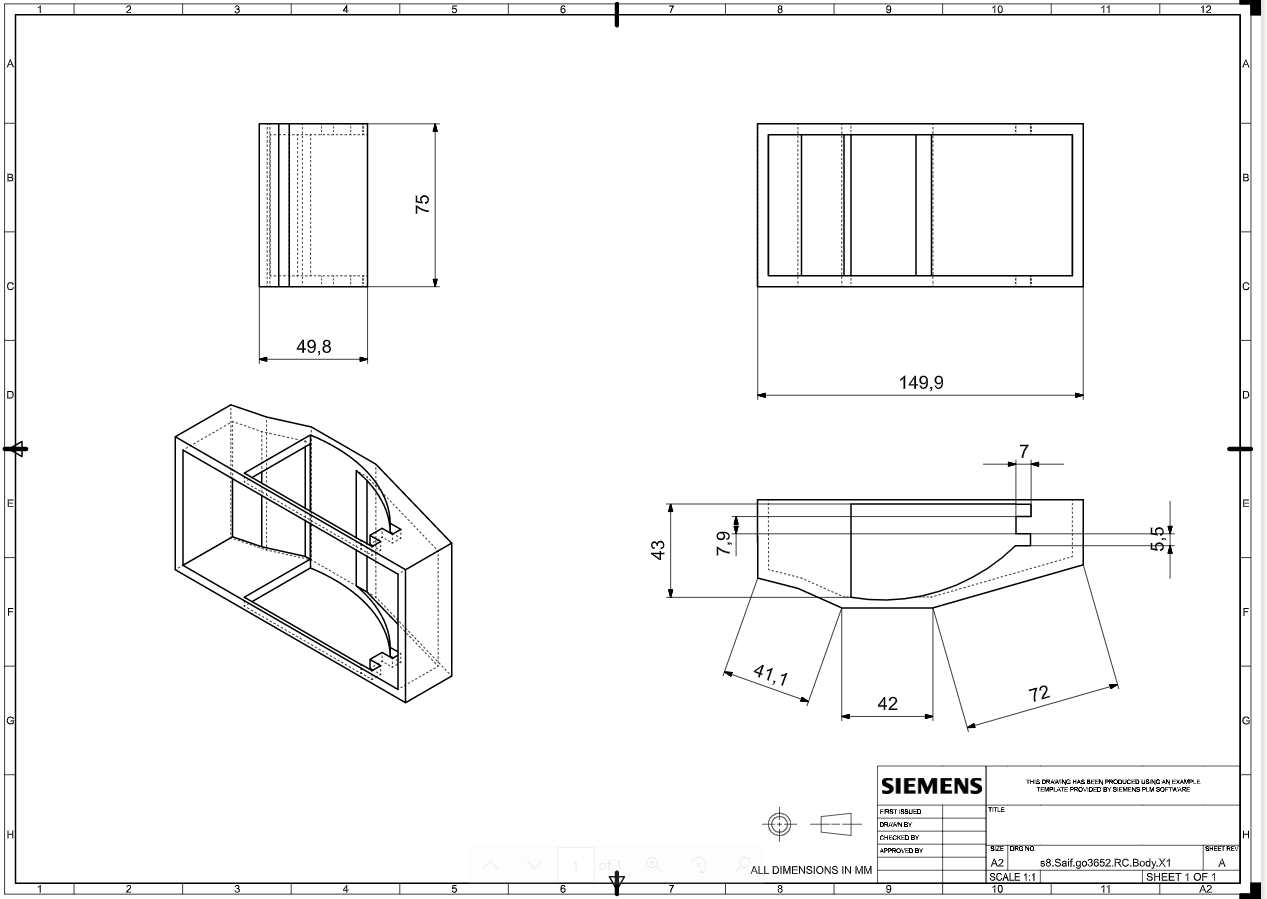 1 2 3 4 5 6 7 8 9 10 11 12
A A
B B
C C
D D
E E
F F
G G
H H
75
49,8
149,9
7
43
7,9
5,5
41,1
42
72
SIEMENS
THIS DRAWING HAS BEEN PRODUCED USING AN EXAMPLE
TEMPLATE PROVIDED BY SIEMENS PLM SOFTWARE
FIRST ISSUED
TITLE
DRAWN BY
CHECKED BY
APPROVED BY
SIZE DRG NO. SHEET REV
A2 s8.Saif.go3652.RC.Body.X1 A
ALL DIMENSIONS IN MM
SCALE 1:1 SHEET 1 OF 1
1 of 1
1 2 3 4 5 6 7 8 9 10 11 A2